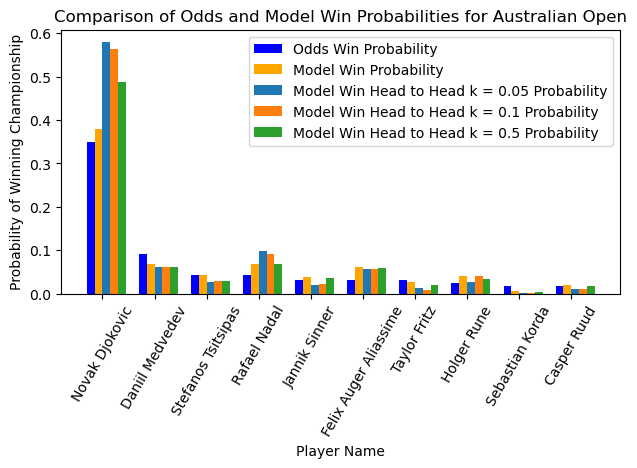 Comparison of Odds and Model Win Probabilities for Australian Open
Probability of Winning Championship
0.6
0.5
0.4
0.3
0.2
0.1
0.0
Odds Win Probability
Model Win Probability
Model Win Head to Head k = 0.05 Probability
Model Win Head to Head k = 0.1 Probability
Model Win Head to Head k = 0.5 Probability
Novak Djokovic
Daniil Medvedev
Stefanos Tsitsipas
Rafael Nadal
Jannik Sinner
Felix Auger Aliassime
Taylor Fritz
Holger Rune
Sebastian Korda
Casper Ruud
Player Name